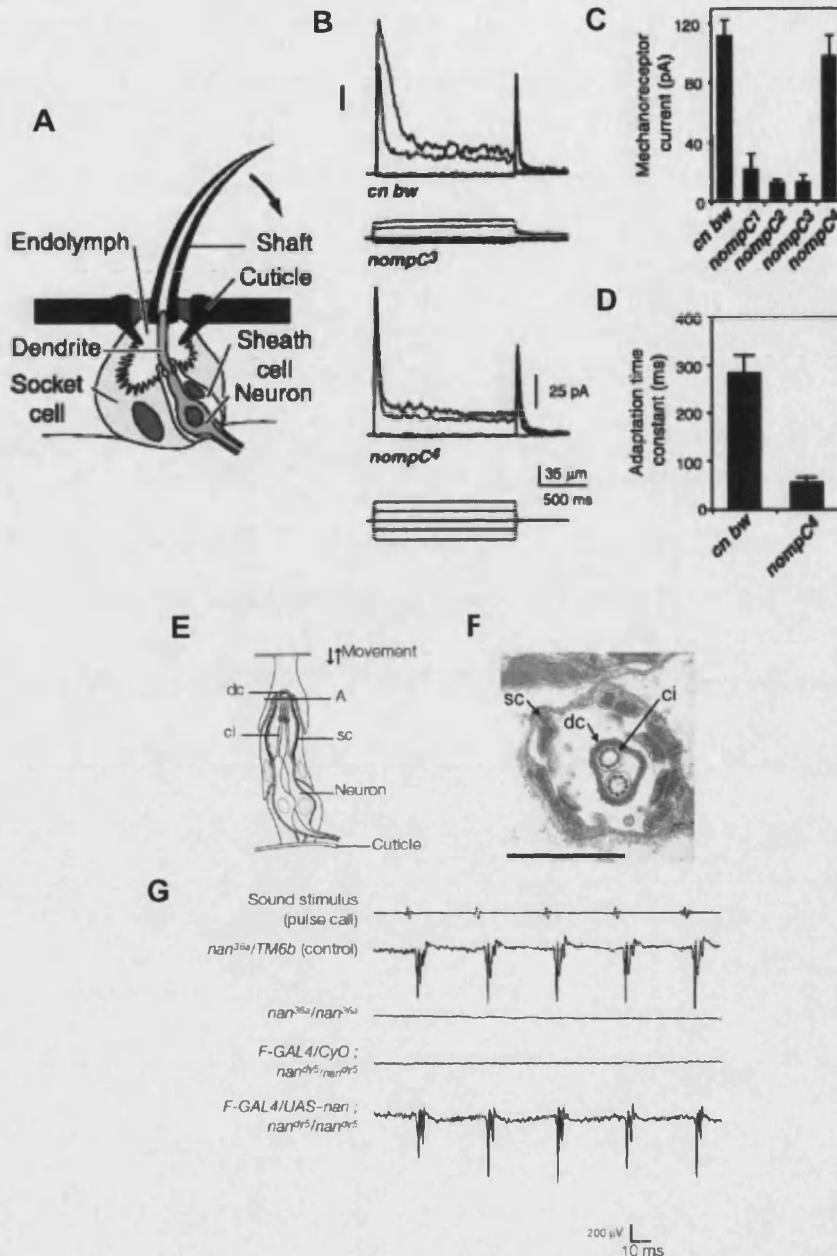 A
Endolymph
Shaft
Cuticle
Dendrite
Sheath
cell
Socket
cell
Neuron
B
cn bw
nompC3
25 pA
nompC4
35 µm
500 ms
C
Mechanoreceptor
current (pA)
120
80
40
0
cn bw
nompC1
nompC2
nompC3
nompC4
D
Adaptation time
constant (ms)
400
300
200
100
0
cn bw
nompC4
E
Movement
dc
A
ci
sc
Neuron
Cuticle
F
sc
dc
ci
G
Sound stimulus
(pulse call)
nan36a/TM6b (control)
nan36a/nan36a
F-GAL4/CyO ;
nandy5/nandy5
F-GAL4/UAS–nan ;
nandy5/nandy5
200 µV
10 ms